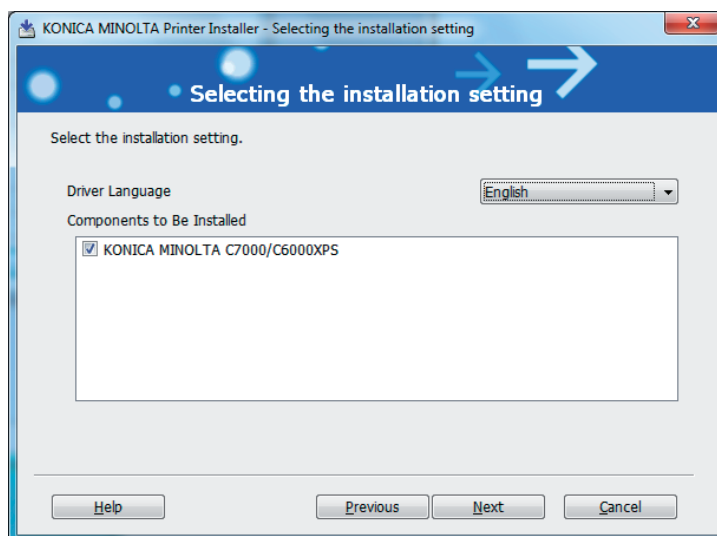 KONICA MINOLTA Printer Installer - Selecting the installation setting
x
Selecting the installation setting
Select the installation setting.
Driver Language
English
Components to Be Installed
KONICA MINOLTA C7000/C6000XPS
Help
Previous
Next
Cancel